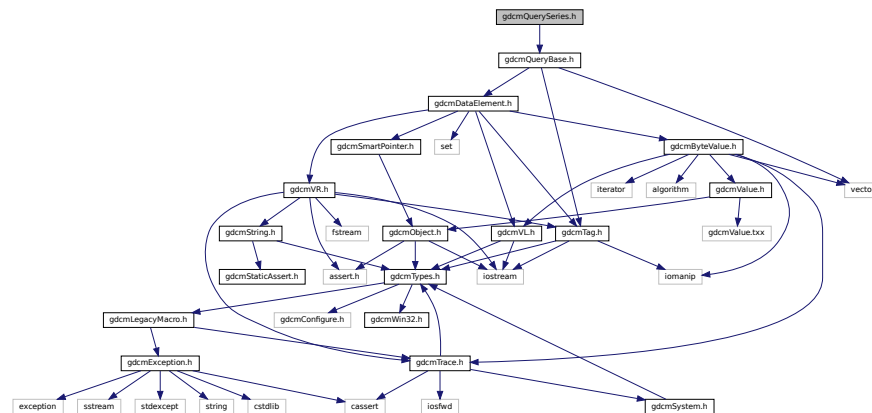 gdcmQuerySeries.h
gdcmQueryBase.h
gdcmDataElement.h
gdcmSmartPointer.h
set
gdcmByteValue.h
gdcmVR.h
iterator
algorithm
gdcmValue.h
vector
gdcmString.h
fstream
gdcmObject.h
gdcmVL.h
gdcmTag.h
gdcmValue.txx
gdcmStaticAssert.h
assert.h
gdcmTypes.h
iostream
iomanip
gdcmLegacyMacro.h
gdcmConfigure.h
gdcmWin32.h
gdcmException.h
gdcmTrace.h
exception
sstream
stdexcept
string
cstdlib
cassert
iosfwd
gdcmSystem.h